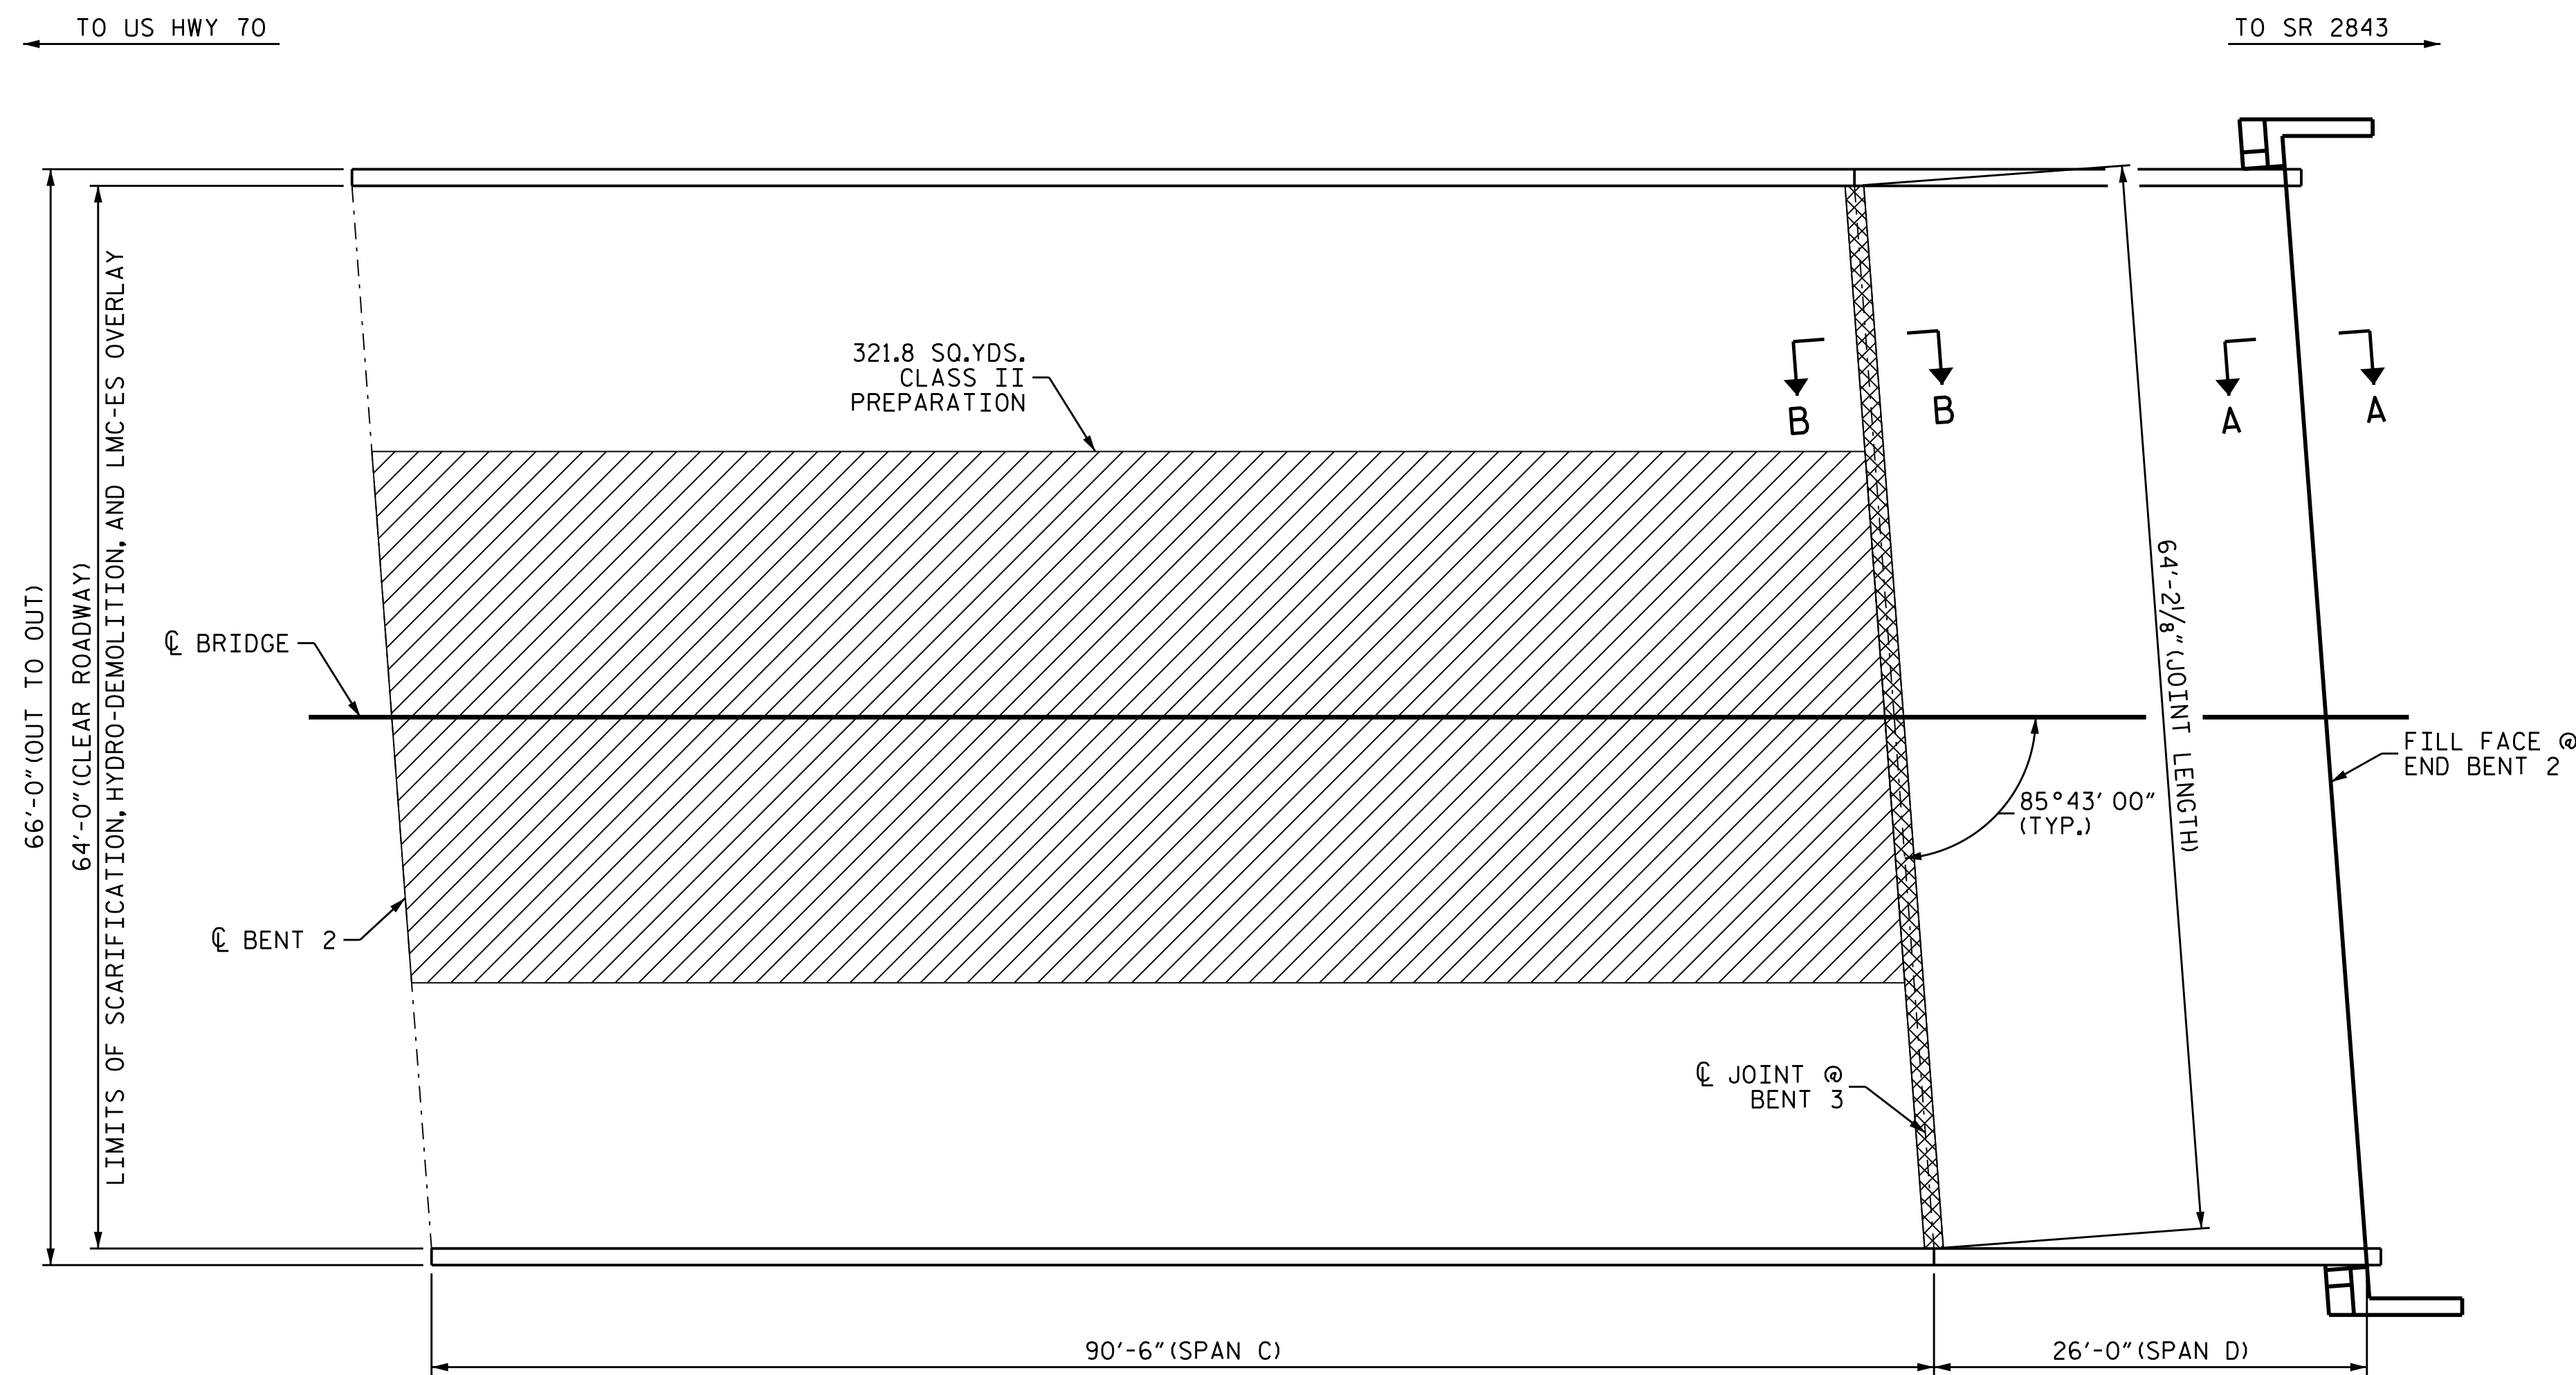 TO US HWY 70
TO SR 2843
321.8 SQ.YDS.
CLASS II
PREPARATION
B
B
A
A
66'-0"(OUT TO OUT)
64'-0"(CLEAR ROADWAY)
LIMITS OF SCARIFICATION, HYDRO-DEMOLITION, AND LMC-ES OVERLAY
℄ BRIDGE
64'-2⅛"(JOINT LENGTH)
FILL FACE @
END BENT 2
85°43'00"
(TYP.)
℄ BENT 2
℄ JOINT @
BENT 3
90'-6"(SPAN C)
26'-0"(SPAN D)